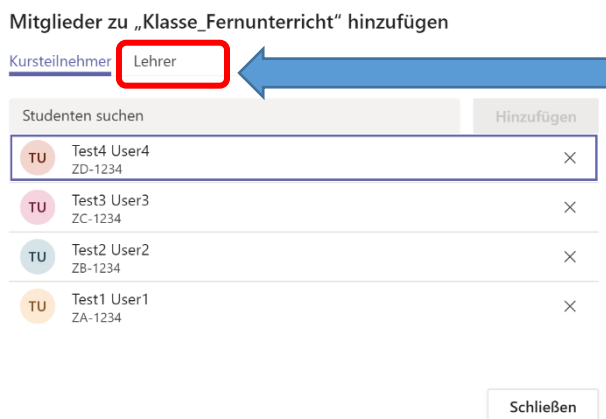 Mitglieder zu „Klasse_Fernunterricht“ hinzufügen
Kursteilnehmer Lehrer
Studenten suchen Hinzufügen
TU Test4 User4
ZD-1234
TU Test3 User3
ZC-1234
TU Test2 User2
ZB-1234
TU Test1 User1
ZA-1234
Schließen